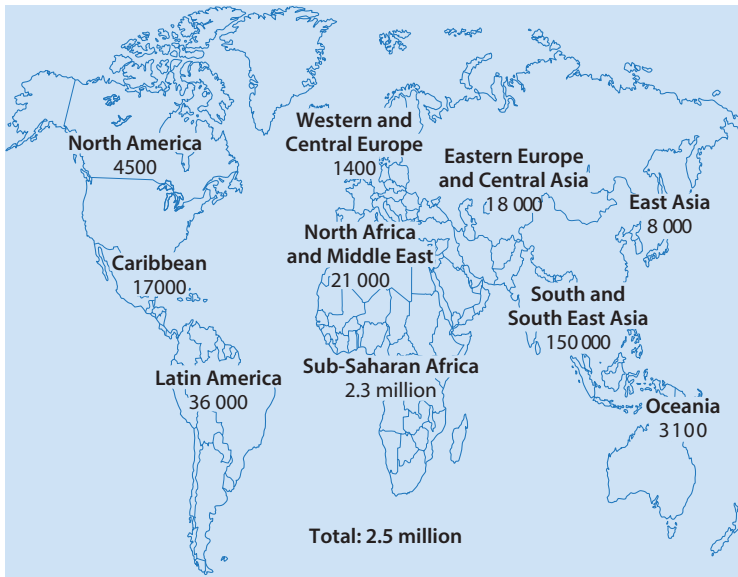 North America
4500
Western and
Central Europe
1400
Eastern Europe
and Central Asia
18 000
East Asia
8 000
Caribbean
17000
North Africa
and Middle East
21 000
South and
South East Asia
150 000
Latin America
36 000
Sub-Saharan Africa
2.3 million
Oceania
3100
Total: 2.5 million